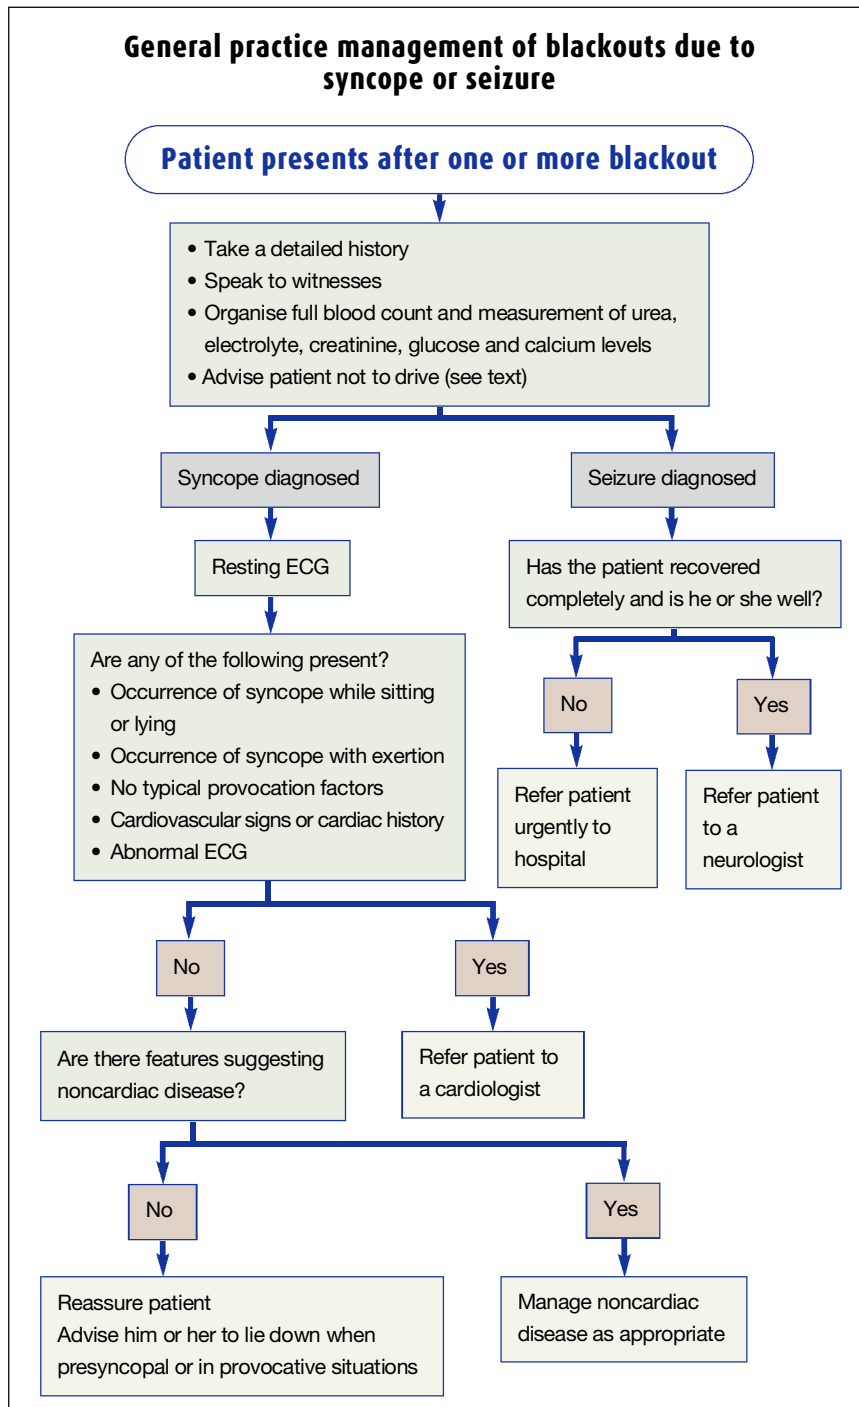 General practice management of blackouts due to
syncope or seizure
Patient presents after one or more blackout
• Take a detailed history
• Speak to witnesses
• Organise full blood count and measurement of urea,
electrolyte, creatinine, glucose and calcium levels
• Advise patient not to drive (see text)
Syncope diagnosed
Seizure diagnosed
Resting ECG
Has the patient recovered
completely and is he or she well?
Are any of the following present?
• Occurrence of syncope while sitting
or lying
• Occurrence of syncope with exertion
• No typical provocation factors
• Cardiovascular signs or cardiac history
• Abnormal ECG
No
Yes
Refer patient
urgently to
hospital
Refer patient
to a
neurologist
No
Yes
Are there features suggesting
noncardiac disease?
Refer patient to
a cardiologist
No
Yes
Reassure patient
Advise him or her to lie down when
presyncopal or in provocative situations
Manage noncardiac
disease as appropriate